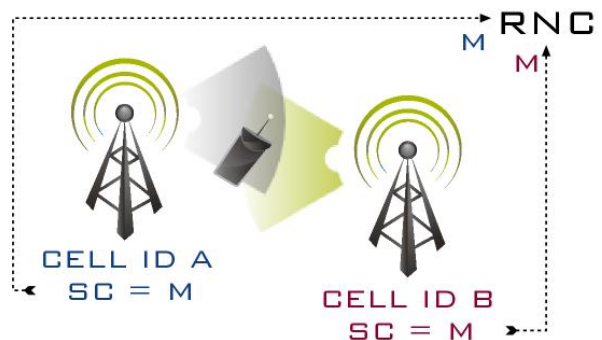 RNC
M
M
CELL ID A
SC = M
CELL ID B
SC = M